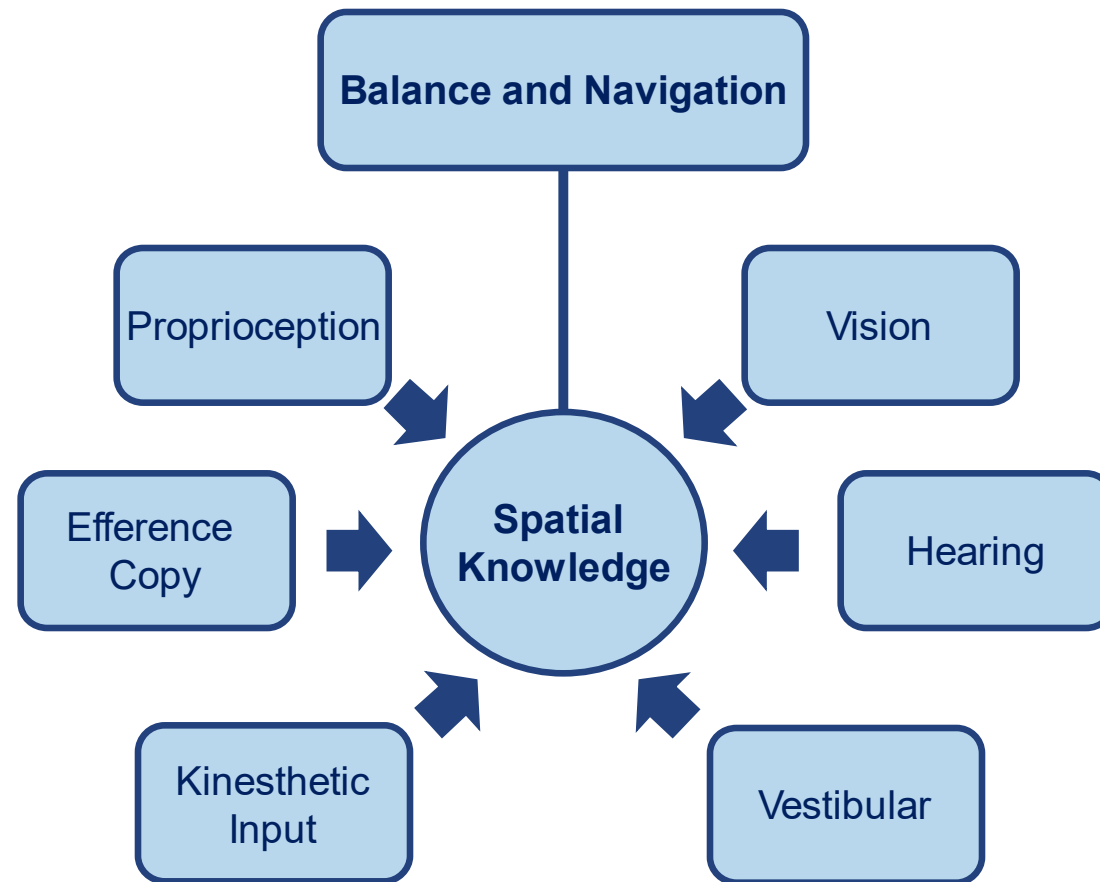 Balance and Navigation
Proprioception
Vision
Efference
Copy
Spatial
Knowledge
Hearing
Kinesthetic
Input
Vestibular